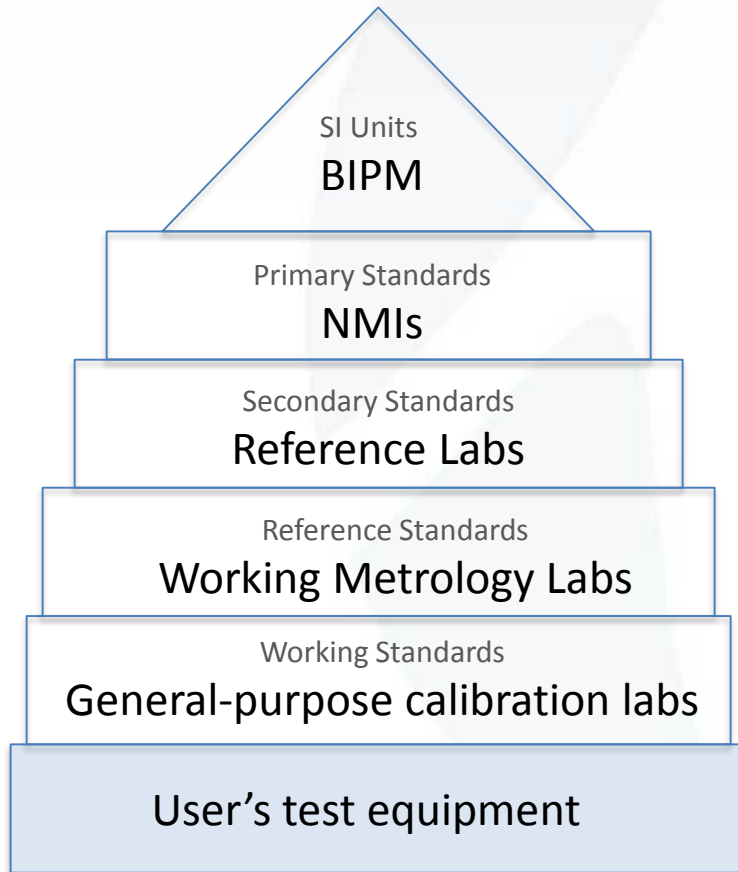 SI Units
BIPM
Primary Standards
NMIs
Secondary Standards
Reference Labs
Reference Standards
Working Metrology Labs
Working Standards
General-purpose calibration labs
User’s test equipment